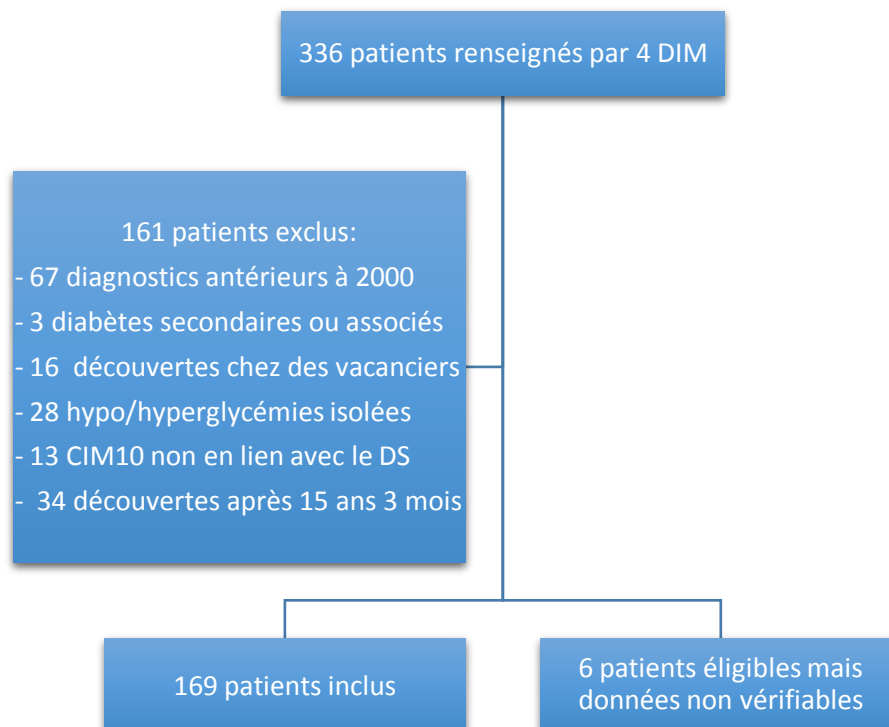 336 patients renseignés par 4 DIM
161 patients exclus:
- 67 diagnostics antérieurs à 2000
- 3 diabètes secondaires ou associés
- 16 découvertes chez des vacanciers
- 28 hypo/hyperglycémies isolées
- 13 CIM10 non en lien avec le DS
- 34 découvertes après 15 ans 3 mois
169 patients inclus
6 patients éligibles mais
données non vérifiables